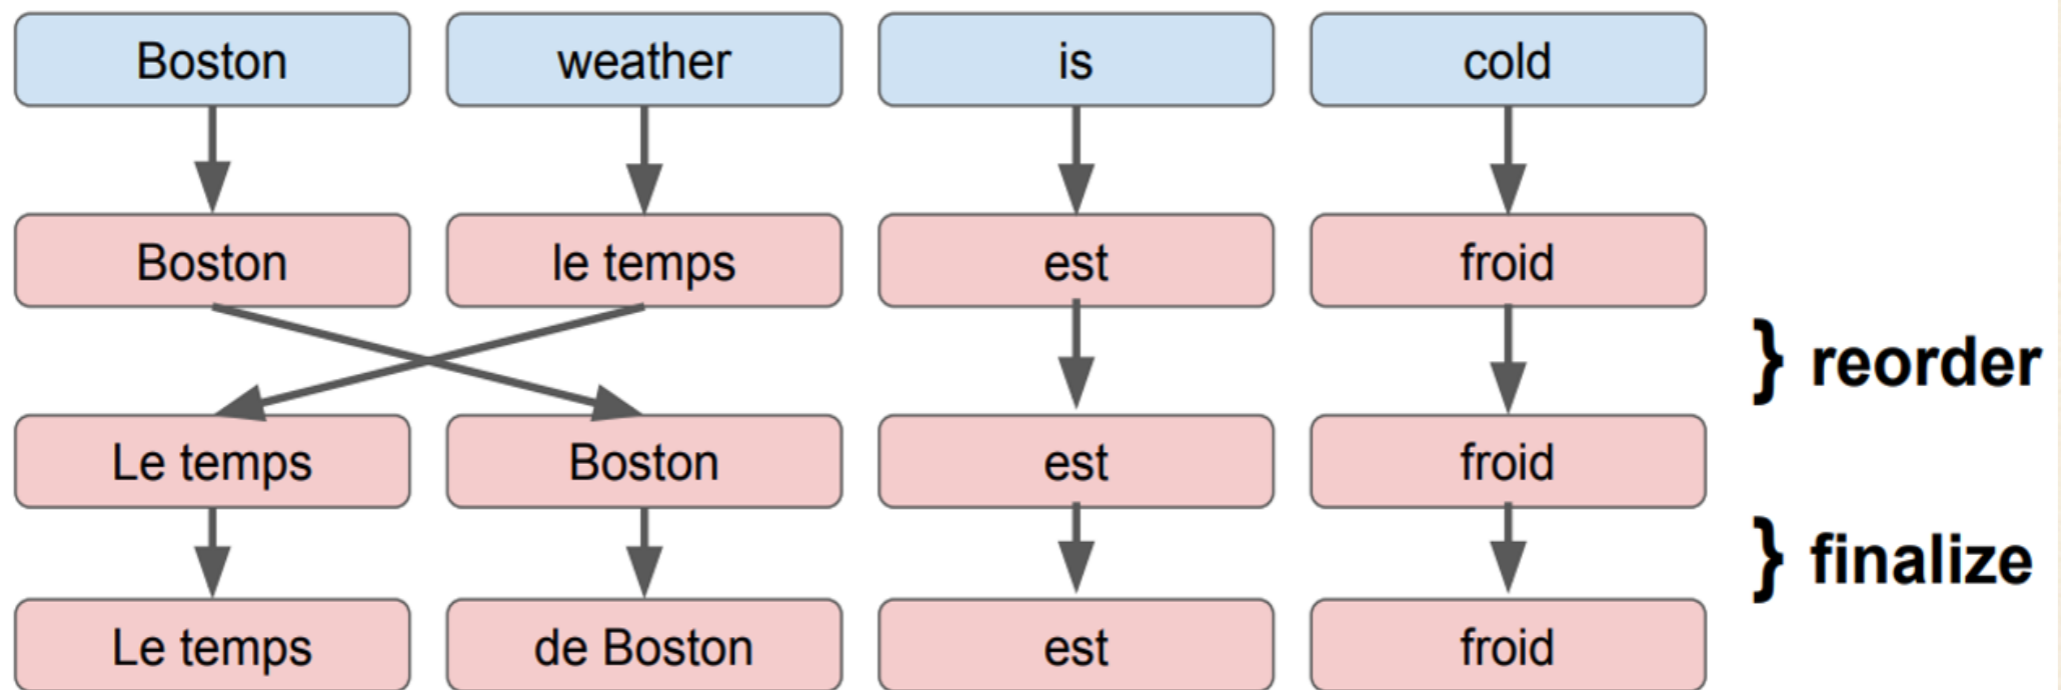 Boston weather is cold
Boston le temps est froid
} reorder
Le temps Boston est froid
} finalize
Le temps de Boston est froid